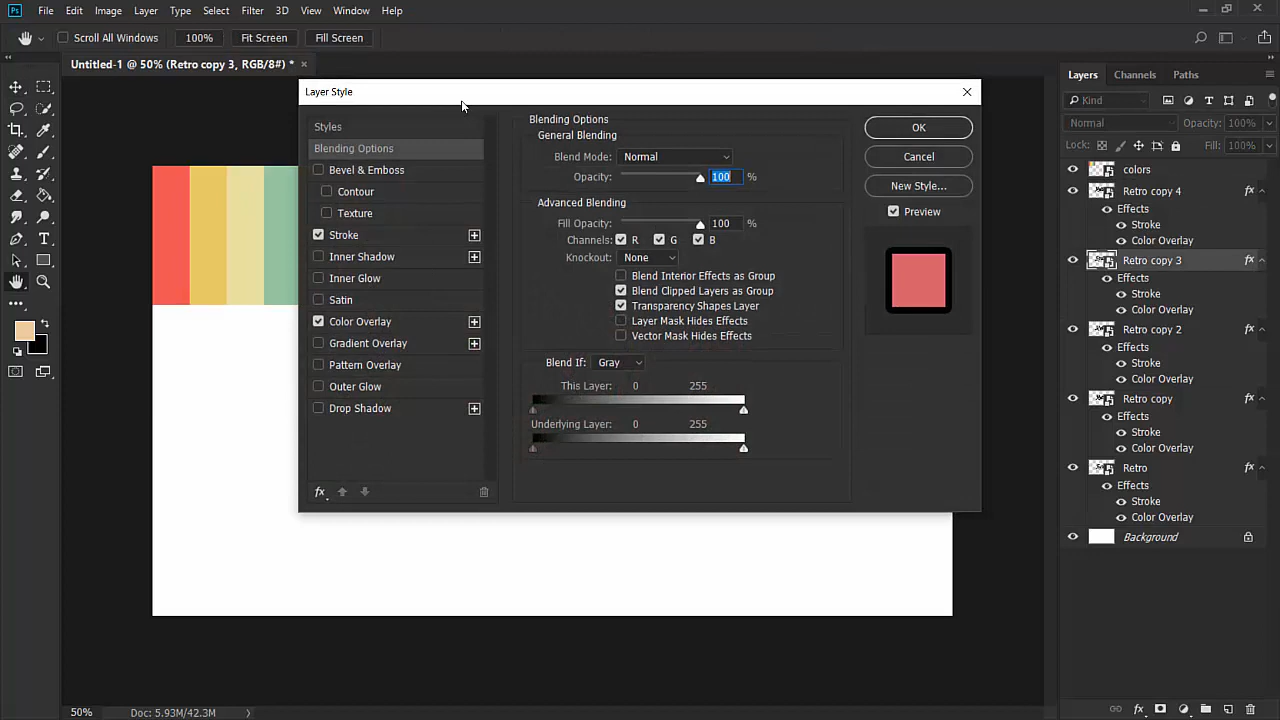 Ps File Edit Image Layer Type Select Filter 3D View Window Help
Scroll All Windows 100% Fit Screen Fill Screen
Untitled-1 @ 50% (Retro copy 3, RGB/8#) * ×
Layer Style
Styles
Blending Options
Bevel & Emboss
Contour
Texture
Stroke
Inner Shadow
Inner Glow
Satin
Color Overlay
Gradient Overlay
Pattern Overlay
Outer Glow
Drop Shadow
fx
Blending Options
General Blending
Blend Mode: Normal
Opacity: 100 %
Advanced Blending
Fill Opacity: 100 %
Channels: R G B
Knockout: None
Blend Interior Effects as Group
Blend Clipped Layers as Group
Transparency Shapes Layer
Layer Mask Hides Effects
Vector Mask Hides Effects
Blend If: Gray
This Layer: 0 255
Underlying Layer: 0 255
OK
Cancel
New Style...
Preview
Layers Channels Paths
Kind
Normal Opacity: 100%
Lock: Fill: 100%
colors
Retro copy 4 fx
Effects
Stroke
Color Overlay
Retro copy 3 fx
Effects
Stroke
Color Overlay
Retro copy 2 fx
Effects
Stroke
Color Overlay
Retro copy fx
Effects
Stroke
Color Overlay
Retro fx
Effects
Stroke
Color Overlay
Background
fx
50% Doc: 5.93M/42.3M